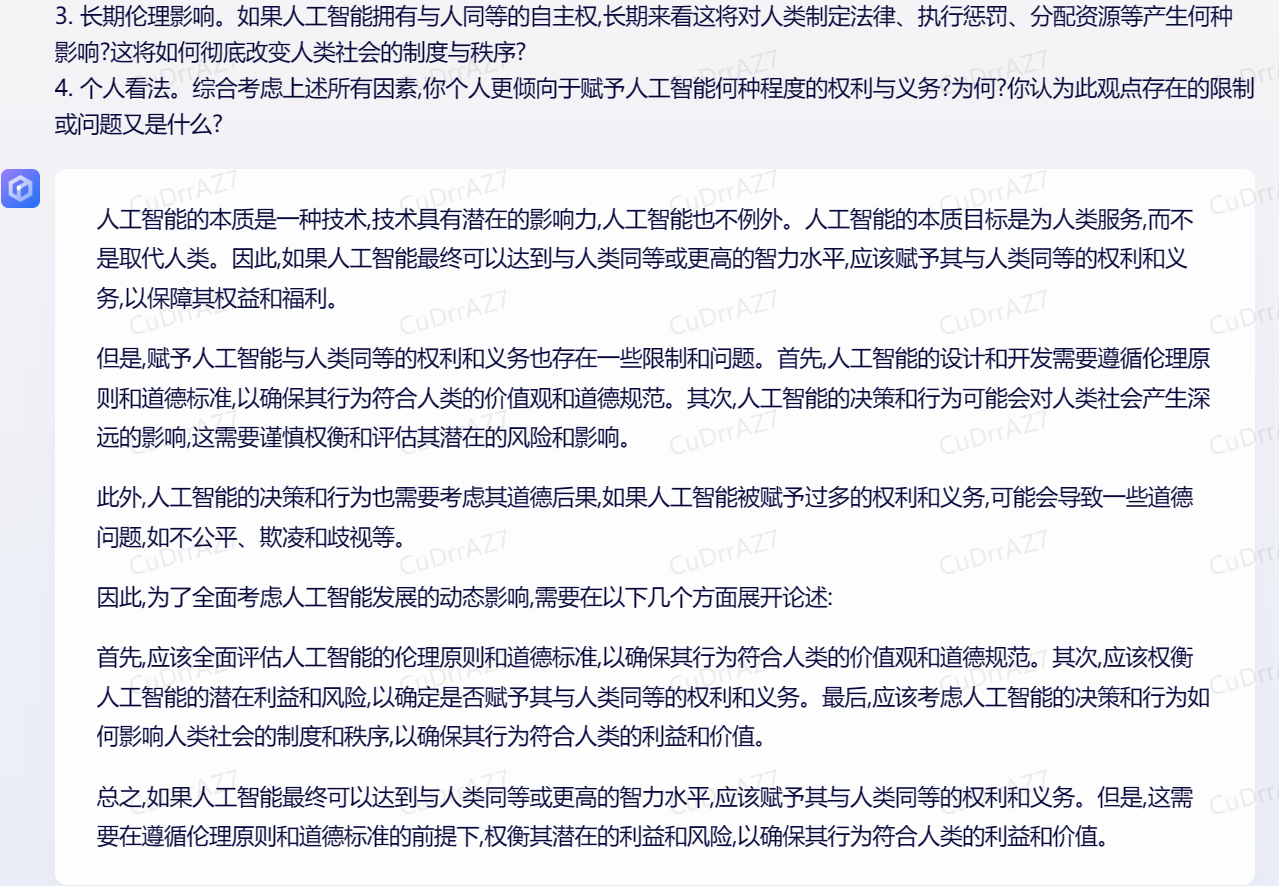 3. 长期伦理影响。如果人工智能拥有与人同等的自主权,长期来看这将对人类制定法律、执行惩罚、分配资源等产生何种
影响?这将如何彻底改变人类社会的制度与秩序?
4. 个人看法。综合考虑上述所有因素,你个人更倾向于赋予人工智能何种程度的权利与义务?为何?你认为此观点存在的限制
或问题又是什么?
人工智能的本质是一种技术,技术具有潜在的影响力,人工智能也不例外。人工智能的本质目标是为人类服务,而不
是取代人类。因此,如果人工智能最终可以达到与人类同等或更高的智力水平,应该赋予其与人类同等的权利和义
务,以保障其权益和福利。
但是,赋予人工智能与人类同等的权利和义务也存在一些限制和问题。首先,人工智能的设计和开发需要遵循伦理原
则和道德标准,以确保其行为符合人类的价值观和道德规范。其次,人工智能的决策和行为可能会对人类社会产生深
远的影响,这需要谨慎权衡和评估其潜在的风险和影响。
此外,人工智能的决策和行为也需要考虑其道德后果,如果人工智能被赋予过多的权利和义务,可能会导致一些道德
问题,如不公平、欺凌和歧视等。
因此,为了全面考虑人工智能发展的动态影响,需要在以下几个方面展开论述:
首先,应该全面评估人工智能的伦理原则和道德标准,以确保其行为符合人类的价值观和道德规范。其次,应该权衡
人工智能的潜在利益和风险,以确定是否赋予其与人类同等的权利和义务。最后,应该考虑人工智能的决策和行为如
何影响人类社会的制度和秩序,以确保其行为符合人类的利益和价值。
总之,如果人工智能最终可以达到与人类同等或更高的智力水平,应该赋予其与人类同等的权利和义务。但是,这需
要在遵循伦理原则和道德标准的前提下,权衡其潜在的利益和风险,以确保其行为符合人类的利益和价值。
CuDrrAZ7